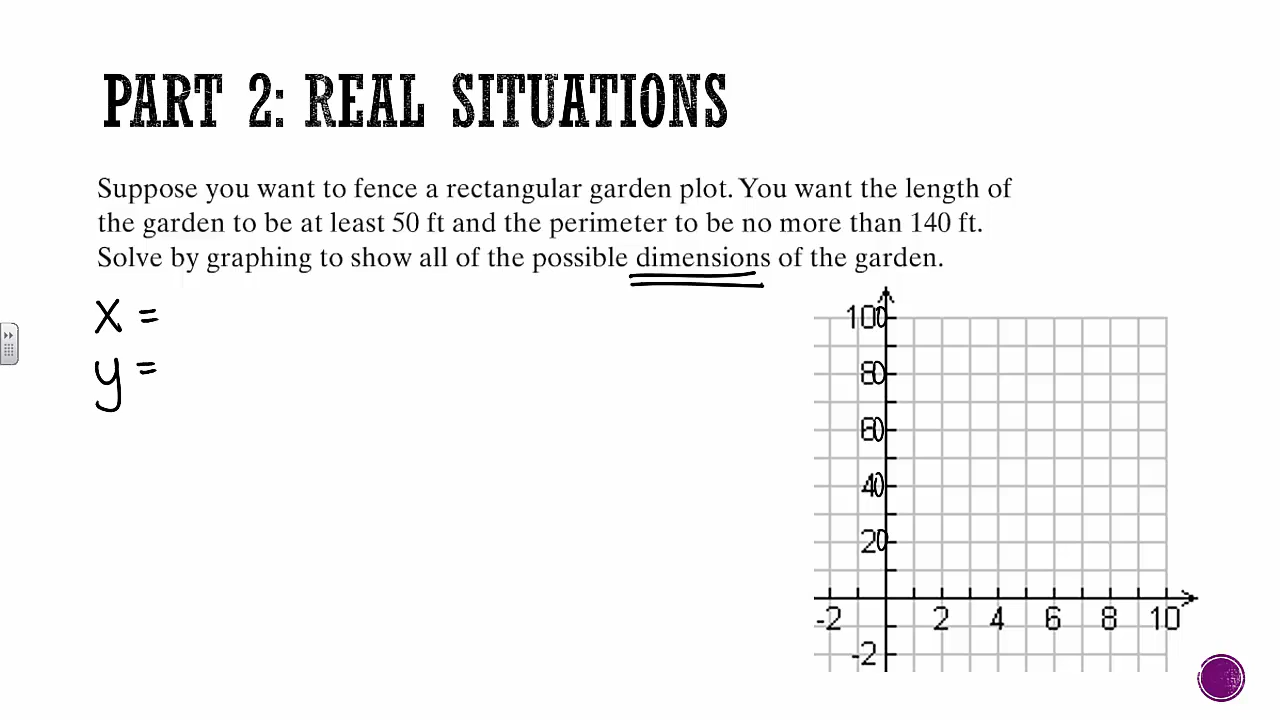 PART 2: REAL SITUATIONS
Suppose you want to fence a rectangular garden plot. You want the length of
the garden to be at least 50 ft and the perimeter to be no more than 140 ft.
Solve by graphing to show all of the possible dimensions of the garden.
x =
y =
100
80
60
40
20
-2 2 4 6 8 10
-2